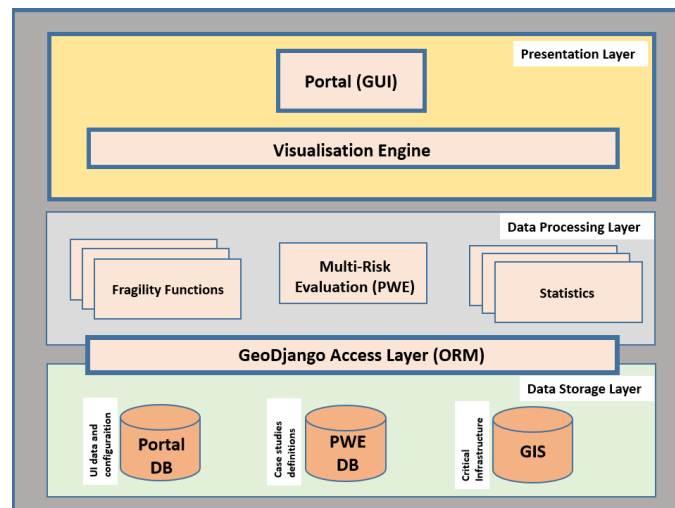 Presentation Layer
Portal (GUI)
Visualisation Engine
Data Processing Layer
Fragility Functions
Multi-Risk
Evaluation (PWE)
Statistics
GeoDjango Access Layer (ORM)
Data Storage Layer
UI data and
configuraition
Portal
DB
Case studies
definitions
PWE
DB
Critical
Infrastructure
GIS